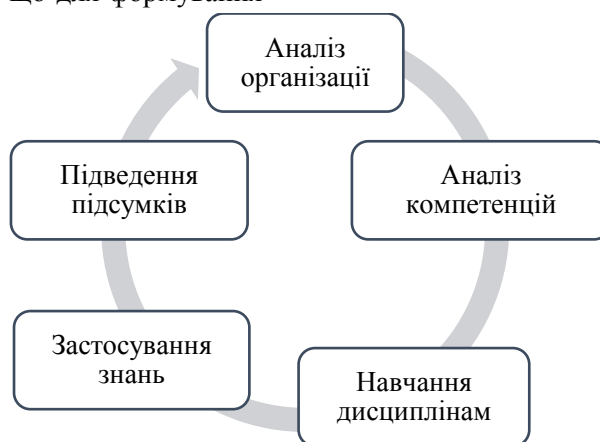 що для формування
Аналіз
організації
Аналіз
компетенцій
Навчання
дисциплінам
Застосування
знань
Підведення
підсумків